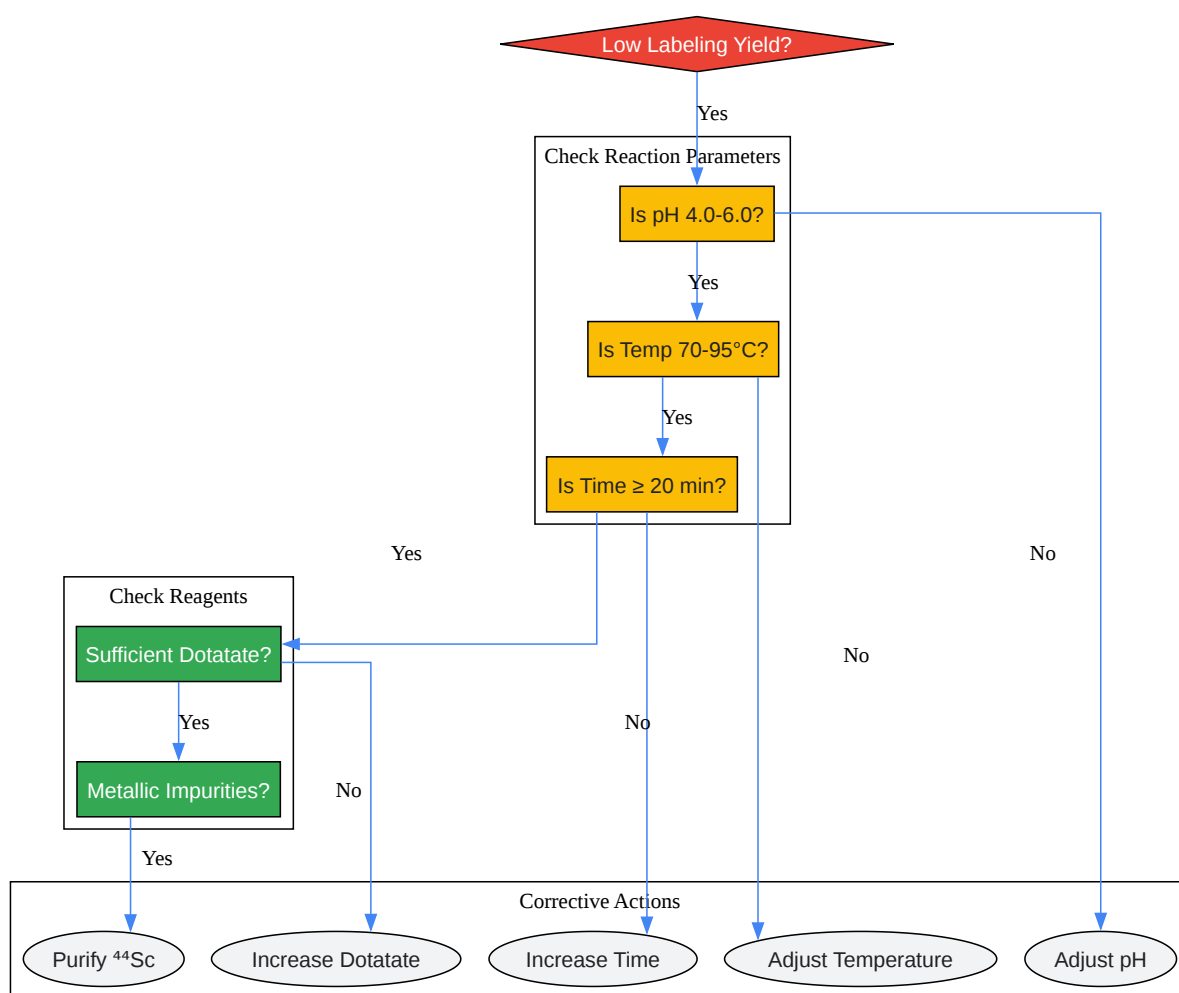 Low Labeling Yield?
Yes
Check Reaction Parameters
Is pH 4.0-6.0?
Yes
Is Temp 70-95°C?
Yes
Is Time ≥ 20 min?
Yes
No
Check Reagents
Sufficient Dotatate?
No
Yes
No
Metallic Impurities?
No
Yes
Corrective Actions
Purify ⁴⁴Sc
Increase Dotatate
Increase Time
Adjust Temperature
Adjust pH